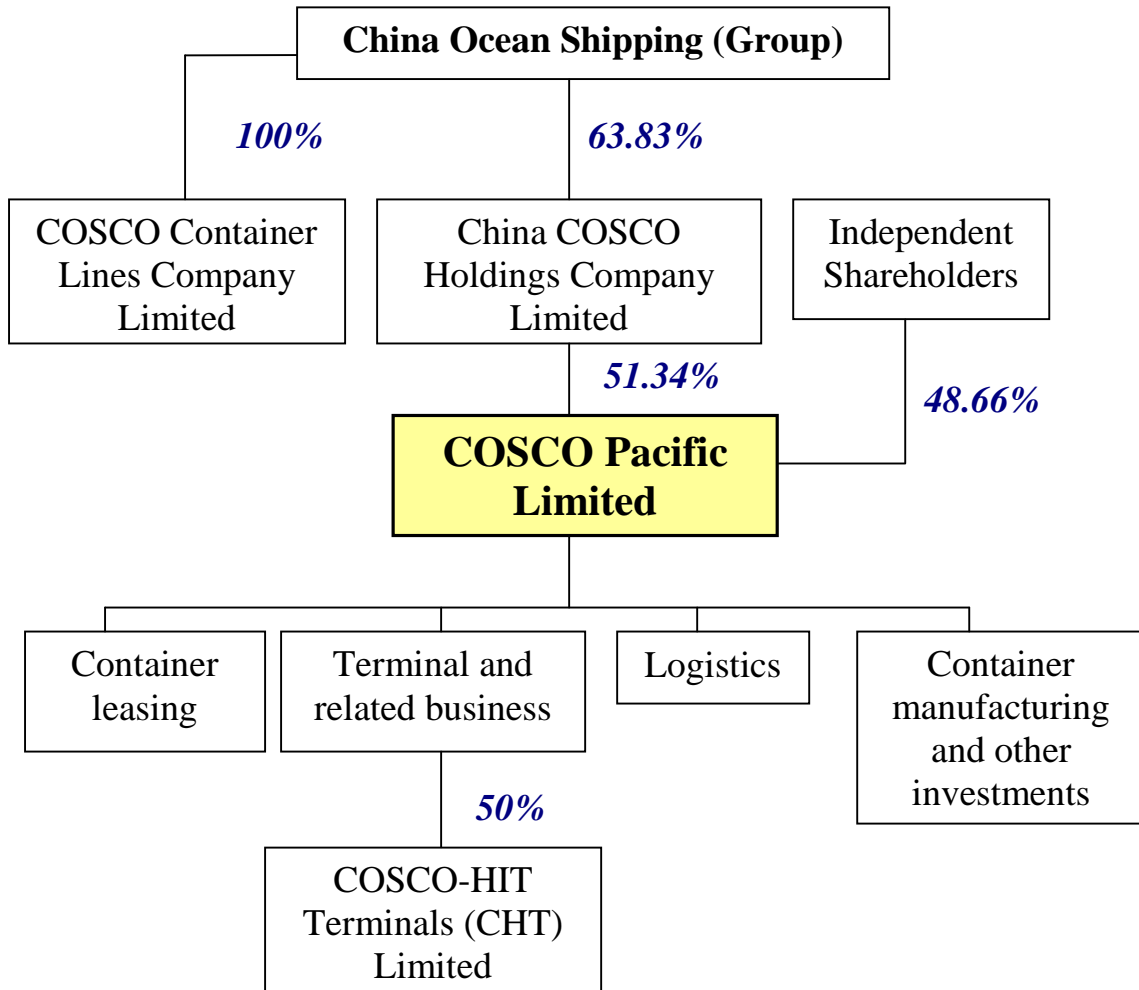 China Ocean Shipping (Group)
100%
63.83%
COSCO Container
Lines Company
Limited
China COSCO
Holdings Company
Limited
Independent
Shareholders
51.34%
48.66%
COSCO Pacific
Limited
Container
leasing
Terminal and
related business
Logistics
Container
manufacturing
and other
investments
50%
COSCO-HIT
Terminals (CHT)
Limited